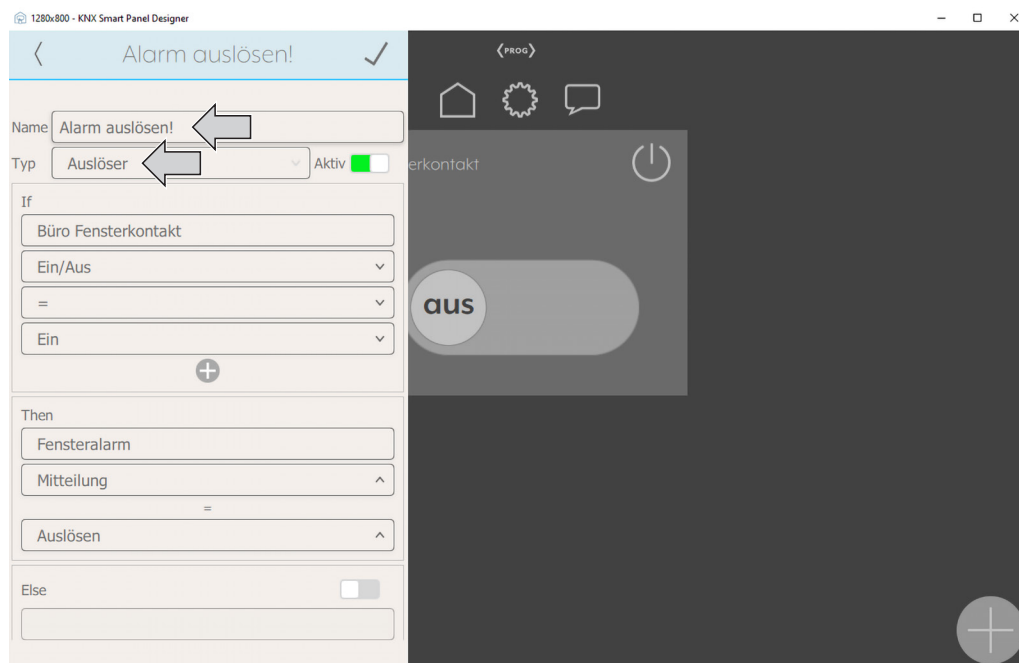 1280x800 - KNX Smart Panel Designer
Alarm auslösen!
Name Alarm auslösen!
Typ Auslöser Aktiv
If
Büro Fensterkontakt
Ein/Aus
=
Ein
Then
Fensteralarm
Mitteilung
=
Auslösen
Else
PROG
erkontakt
aus